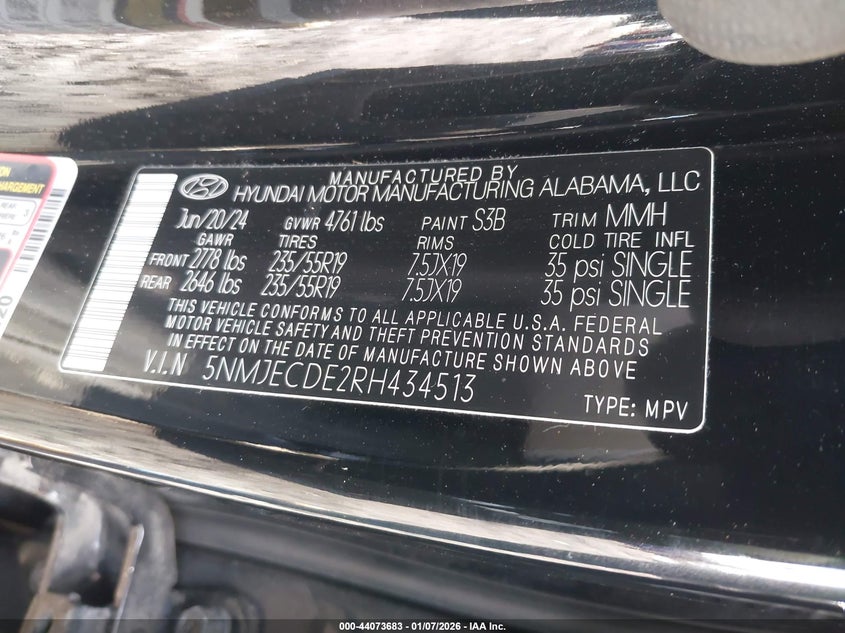 ION
CHARGEMENT
MANUFACTURED BY
HYUNDAI MOTOR MANUFACTURING ALABAMA, LLC
Jun/20/24 GVWR 4761 lbs PAINT S3B TRIM MMH
GAWR TIRES RIMS COLD TIRE INFL
FRONT 2778 lbs 235/55R19 7.5JX19 35 psi SINGLE
REAR 2646 lbs 235/55R19 7.5JX19 35 psi SINGLE
THIS VEHICLE CONFORMS TO ALL APPLICABLE U.S.A. FEDERAL
MOTOR VEHICLE SAFETY AND THEFT PREVENTION STANDARDS
IN EFFECT ON THE DATE OF MANUFACTURE SHOWN ABOVE
V.I.N 5NMJECDE2RH434513
TYPE: MPV
000-44073683 - 01/07/2026 - © IAA Inc.